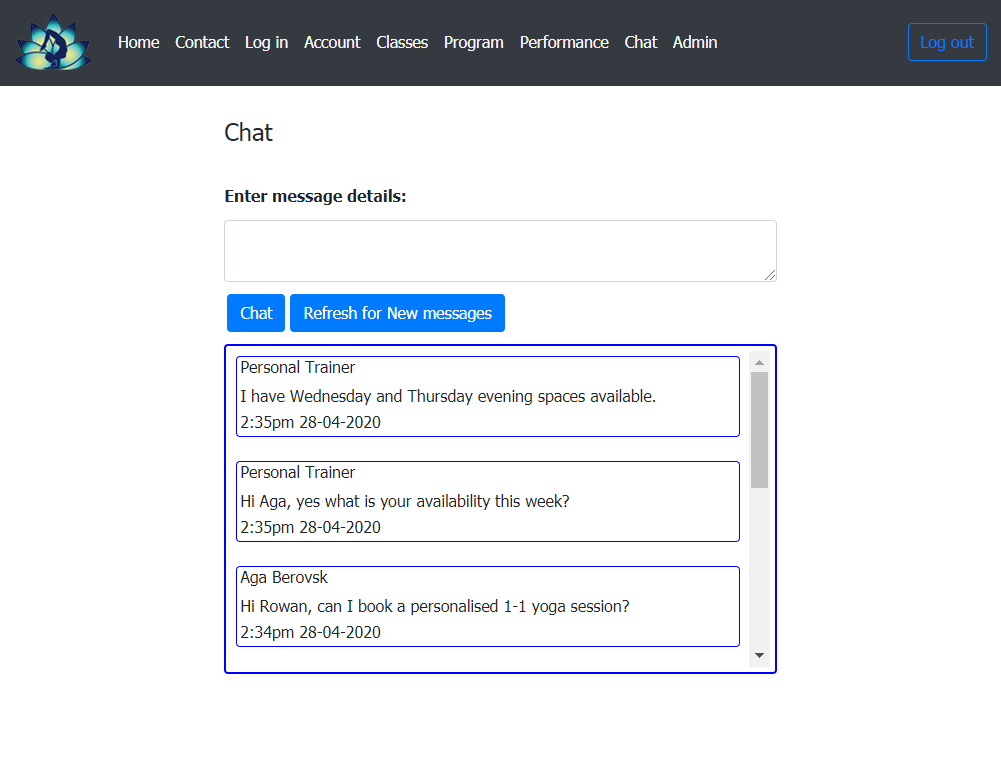 Home Contact Log in Account Classes Program Performance Chat Admin Log out
Chat
Enter message details:
Chat Refresh for New messages
Personal Trainer
I have Wednesday and Thursday evening spaces available.
2:35pm 28-04-2020
Personal Trainer
Hi Aga, yes what is your availability this week?
2:35pm 28-04-2020
Aga Berovsk
Hi Rowan, can I book a personalised 1-1 yoga session?
2:34pm 28-04-2020